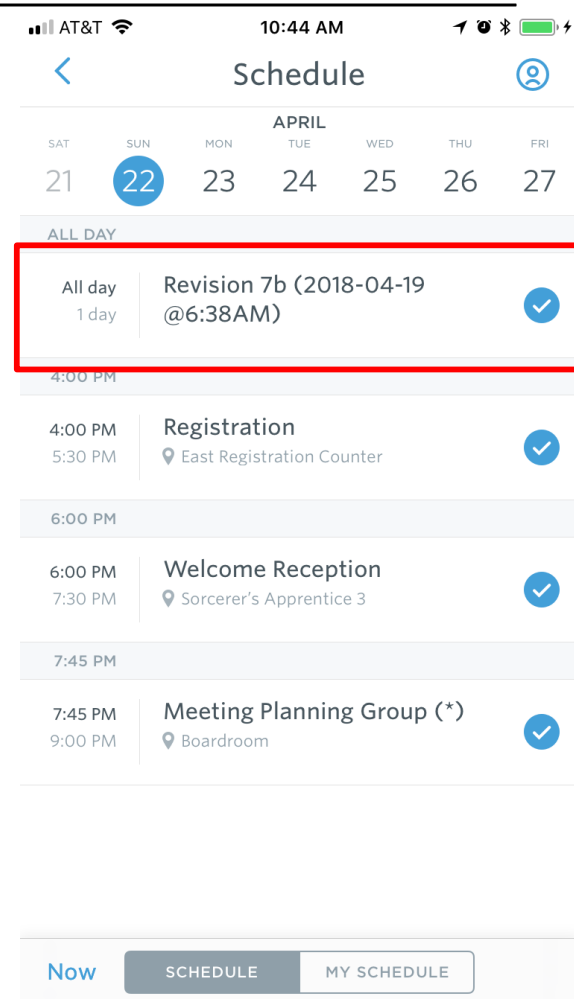 AT&T 10:44 AM
Schedule
APRIL
SAT SUN MON TUE WED THU FRI
21 22 23 24 25 26 27
ALL DAY
All day Revision 7b (2018-04-19
1 day @6:38AM)
4:00 PM
4:00 PM Registration
5:30 PM East Registration Counter
6:00 PM
6:00 PM Welcome Reception
7:30 PM Sorcerer's Apprentice 3
7:45 PM
7:45 PM Meeting Planning Group (*)
9:00 PM Boardroom
Now SCHEDULE MY SCHEDULE